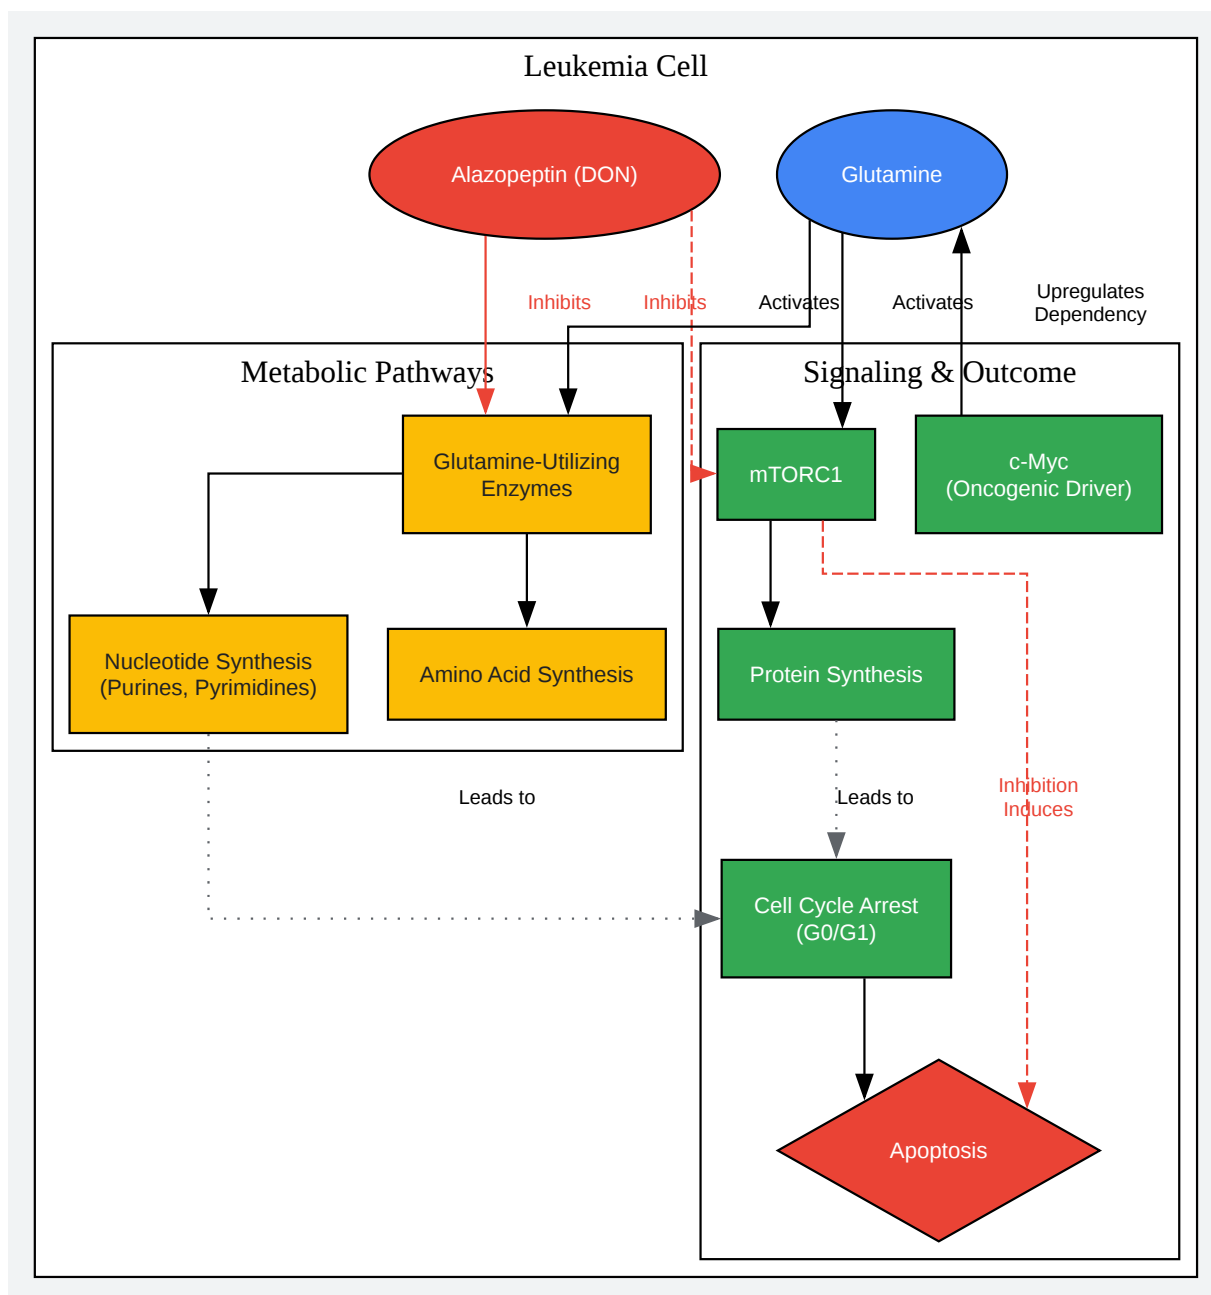 Leukemia Cell
Alazopeptin (DON)
Glutamine
Inhibits
Inhibits
Activates
Activates
Upregulates
Dependency
Metabolic Pathways
Signaling & Outcome
Glutamine-Utilizing
Enzymes
mTORC1
c-Myc
(Oncogenic Driver)
Nucleotide Synthesis
(Purines, Pyrimidines)
Amino Acid Synthesis
Protein Synthesis
Leads to
Leads to
Inhibition
Induces
Cell Cycle Arrest
(G0/G1)
Apoptosis